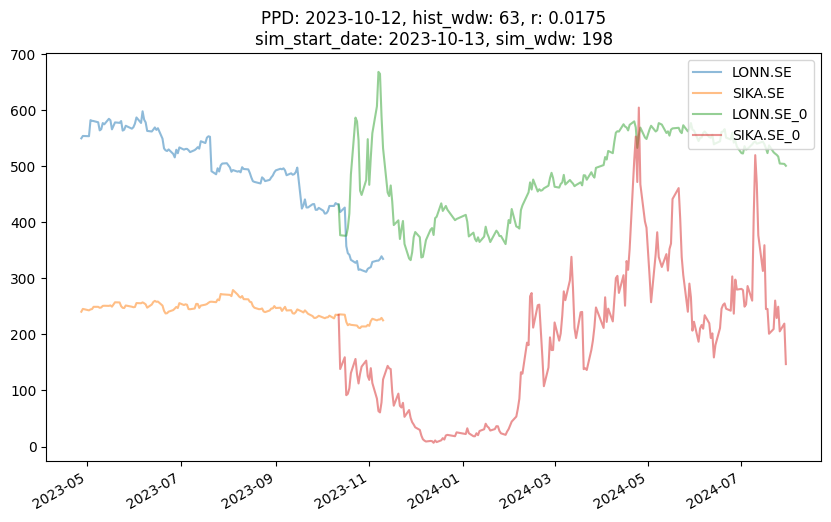 PPD: 2023-10-12, hist_wdw: 63, r: 0.0175
sim_start_date: 2023-10-13, sim_wdw: 198
700
600
500
400
300
200
100
0
LONN.SE
SIKA.SE
LONN.SE_0
SIKA.SE_0
2023-05
2023-07
2023-09
2023-11
2024-01
2024-03
2024-05
2024-07